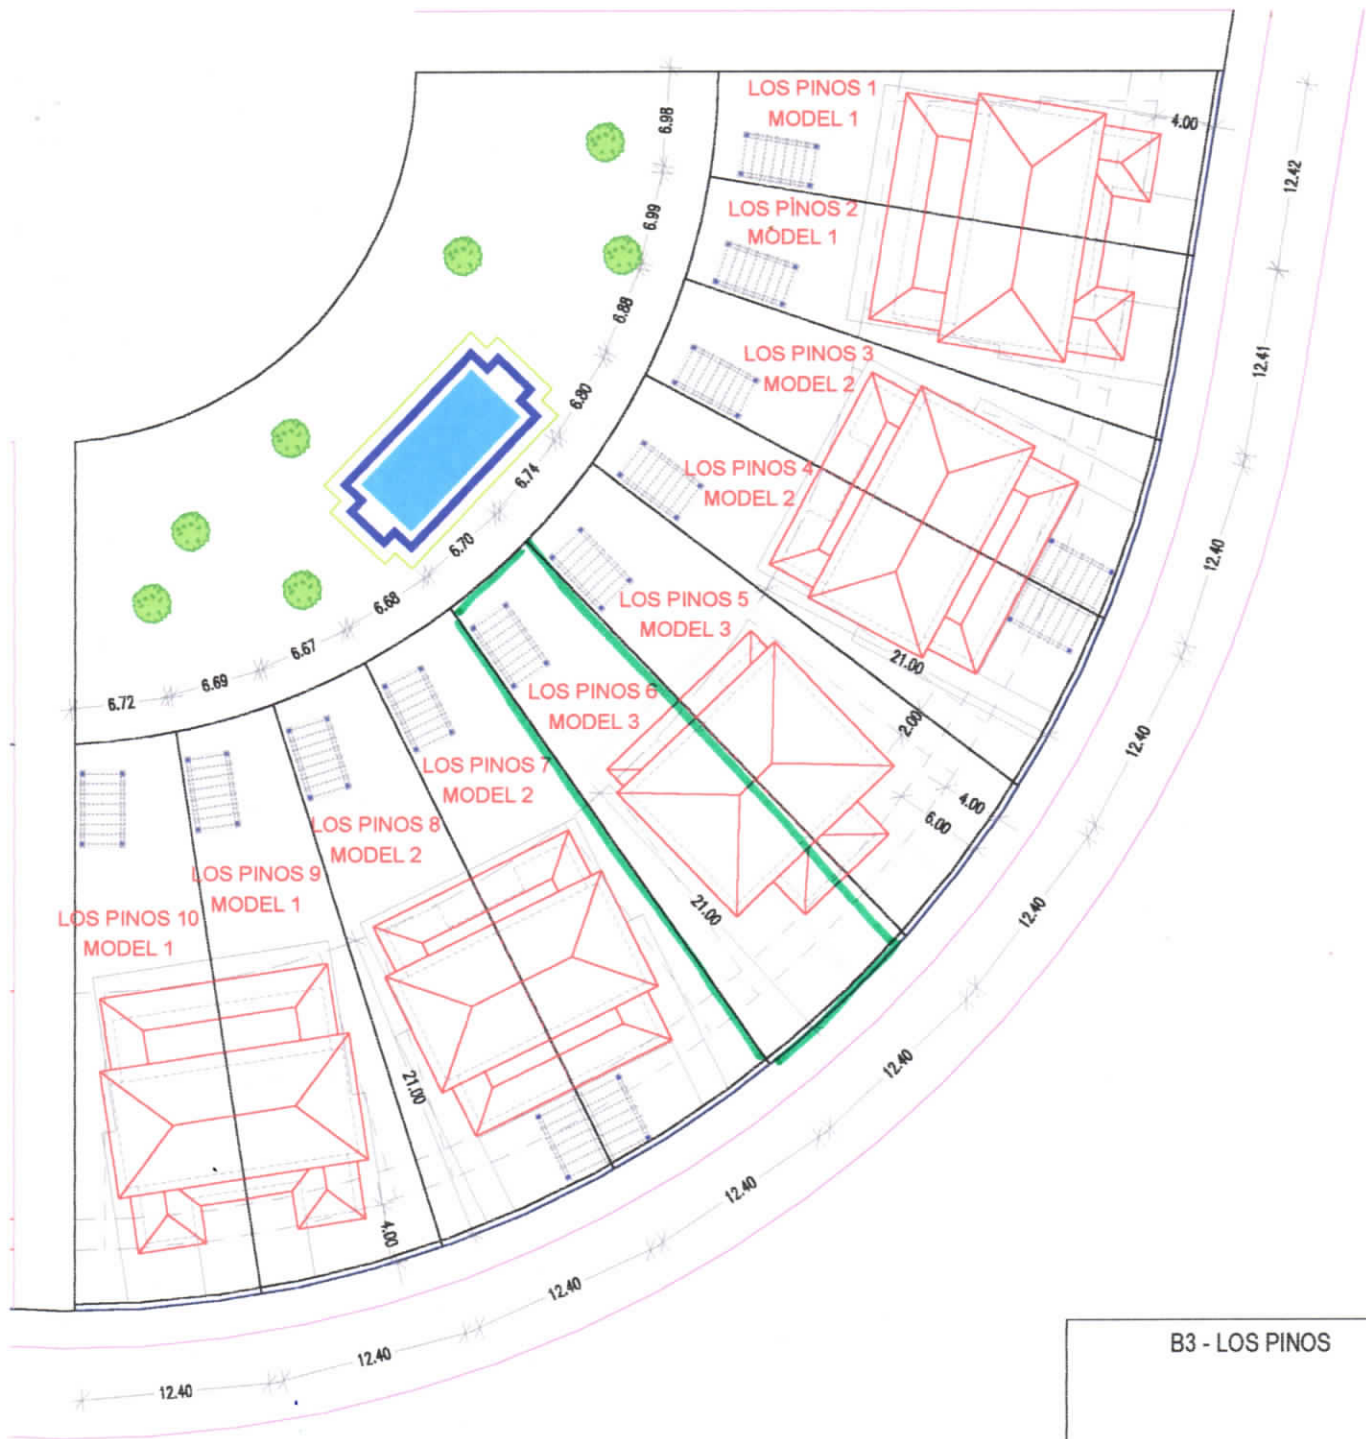 LOS PINOS 1
MODEL 1
4.00
6.98
12.42
LOS PINOS 2
MODEL 1
6.99
6.88
12.41
LOS PINOS 3
MODEL 2
6.80
LOS PINOS 4
MODEL 2
6.74
12.40
6.70
LOS PINOS 5
MODEL 3
21.00
6.68
6.67
6.69
6.72
LOS PINOS 6
MODEL 3
2.00
12.40
4.00
6.00
LOS PINOS 7
MODEL 2
LOS PINOS 8
MODEL 2
LOS PINOS 9
MODEL 1
21.00
12.40
LOS PINOS 10
MODEL 1
12.40
21.00
12.40
4.00
12.40
12.40
12.40
B3 - LOS PINOS